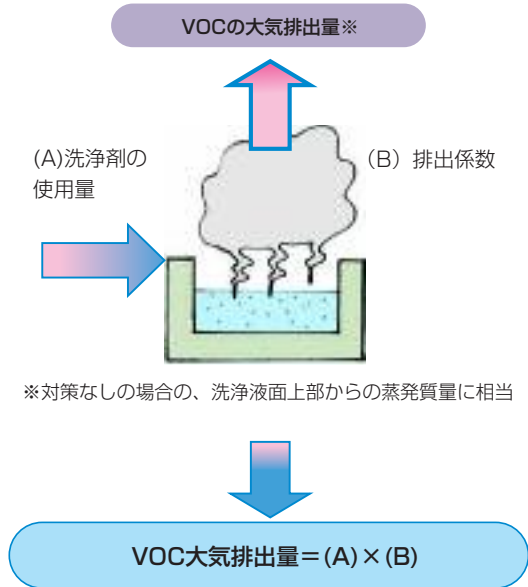 VOCの大気排出量※
(A)洗浄剤の
使用量
（B）排出係数
※対策なしの場合の、洗浄液面上部からの蒸発質量に相当
VOC大気排出量＝(A)×(B)